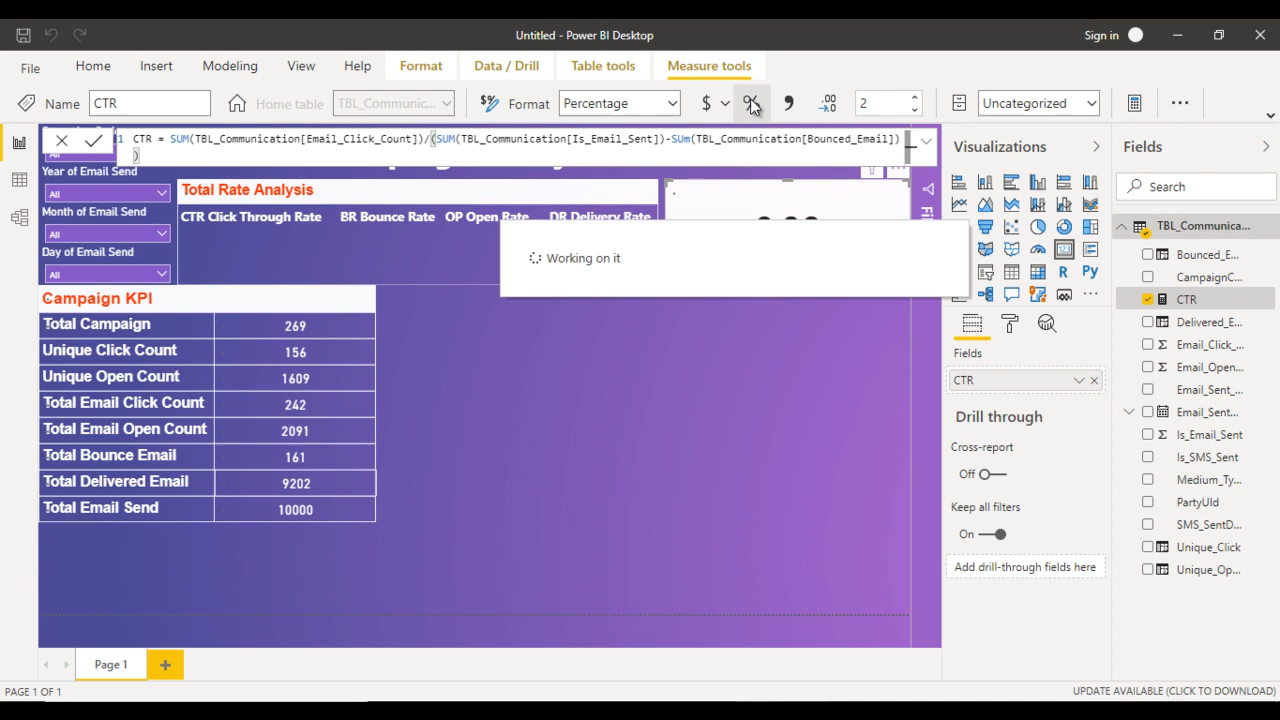 Untitled - Power BI Desktop
Sign in
File Home Insert Modeling View Help Format Data / Drill Table tools Measure tools
Name CTR Home table TBL_Communic... Format Percentage $ % , .00 →.0 2 Uncategorized ...
1 CTR = SUM(TBL_Communication[Email_Click_Count])/(SUM(TBL_Communication[Is_Email_Sent])-SUm(TBL_Communication[Bounced_Email])
)
All
Year of Email Send
All
Month of Email Send
All
Day of Email Send
All
Total Rate Analysis
CTR Click Through Rate BR Bounce Rate OP Open Rate DR Delivery Rate
Working on it
Campaign KPI
Total Campaign 269
Unique Click Count 156
Unique Open Count 1609
Total Email Click Count 242
Total Email Open Count 2091
Total Bounce Email 161
Total Delivered Email 9202
Total Email Send 10000
Visualizations
R Py
123
...
Fields
CTR
Drill through
Cross-report
Off
Keep all filters
On
Add drill-through fields here
Fields
Search
TBL_Communica...
Bounced_E...
CampaignC...
CTR
Delivered_E...
Email_Click_...
Email_Open...
Email_Sent_...
Email_Sent...
Is_Email_Sent
Is_SMS_Sent
Medium_Ty...
PartyUId
SMS_SentD...
Unique_Click
Unique_Op...
Page 1
PAGE 1 OF 1
UPDATE AVAILABLE (CLICK TO DOWNLOAD)